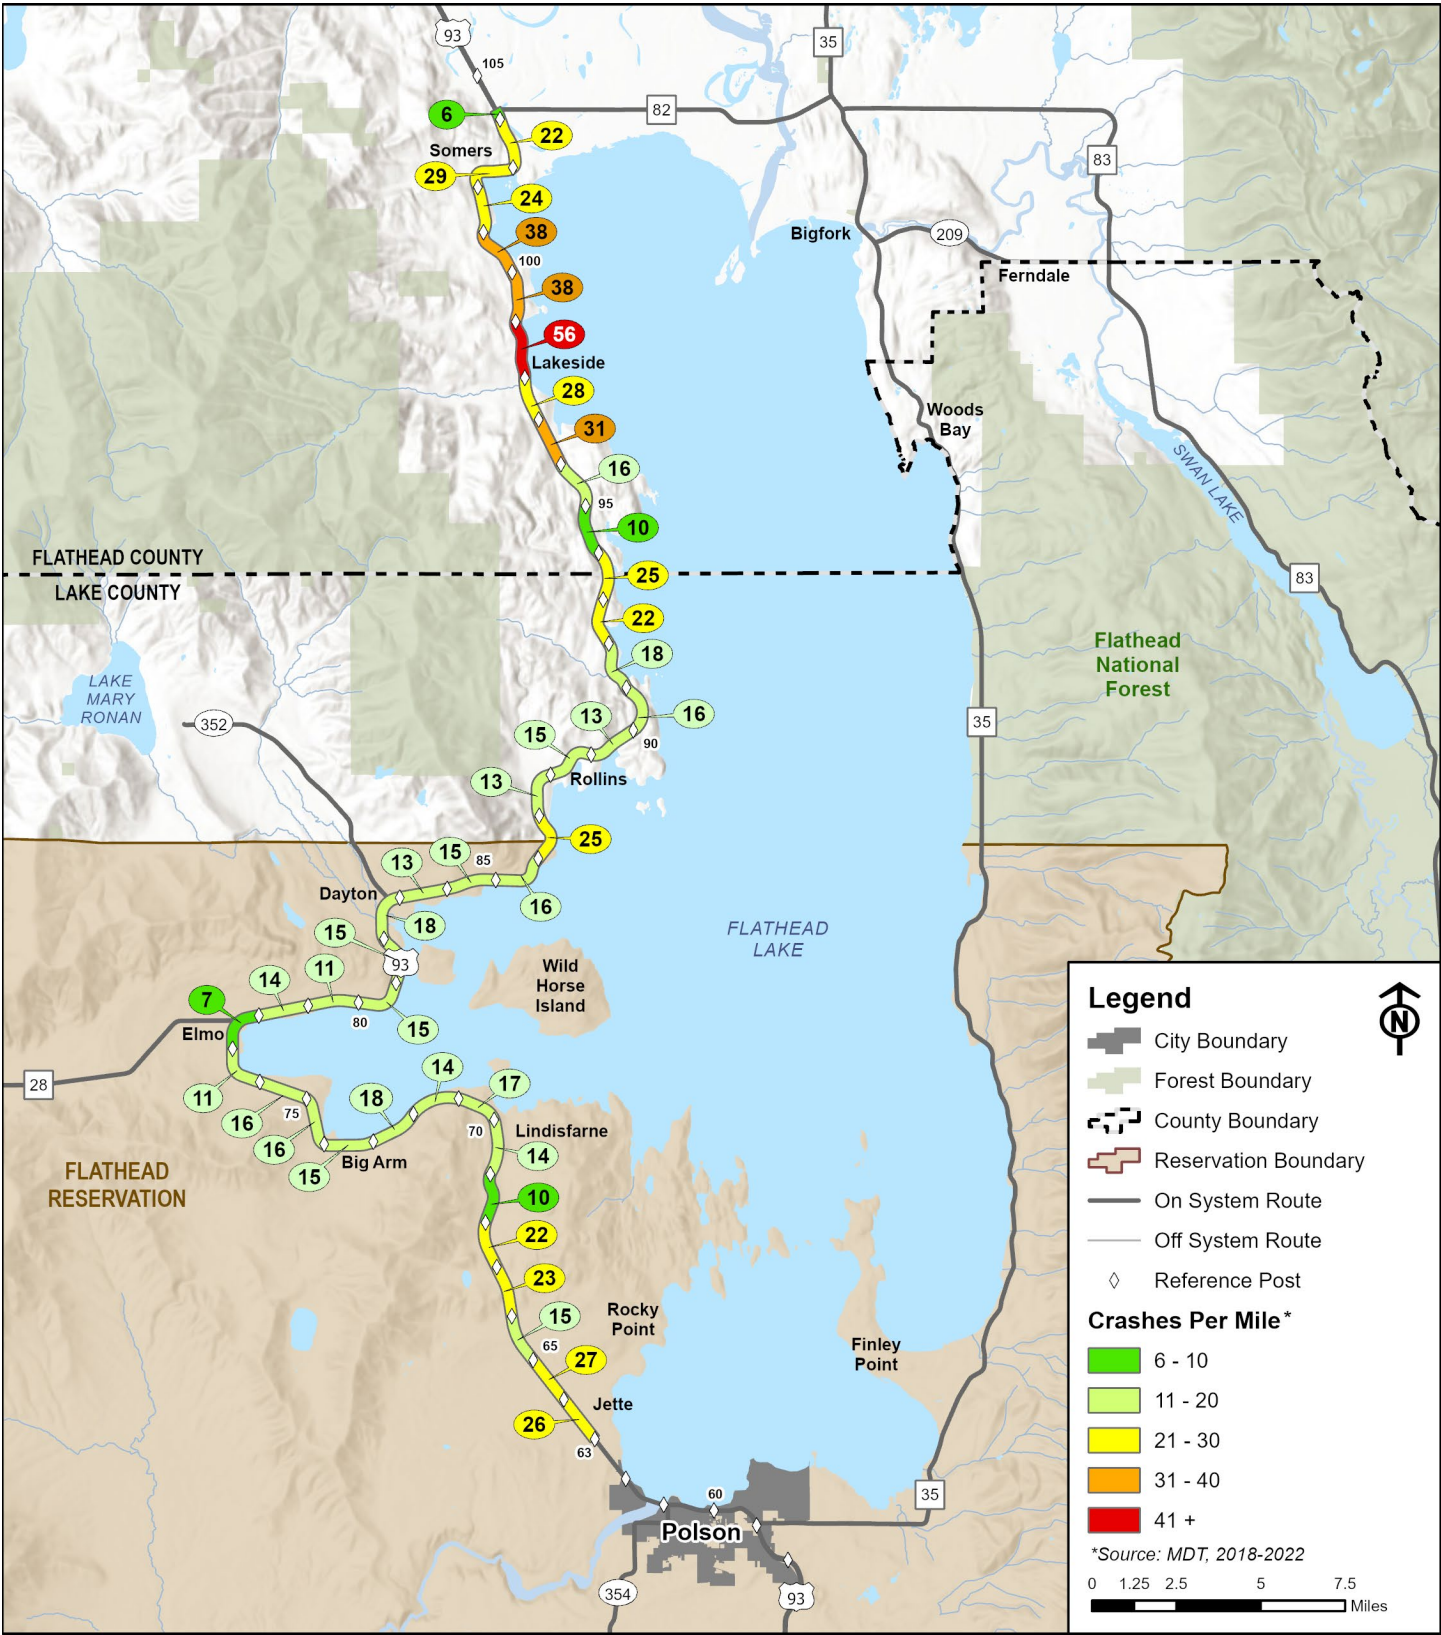 93
35
105
6
82
22
Somers
83
29
24
38
Bigfork
209
100
Ferndale
38
56
Lakeside
28
Woods
Bay
31
16
SWAN LAKE
95
10
FLATHEAD COUNTY
25
83
LAKE COUNTY
22
Flathead
National
Forest
18
LAKE
MARY
RONAN
352
13
16
35
15
90
Rollins
13
25
15
85
13
Dayton
16
18
FLATHEAD
LAKE
15
93
Wild
Horse
Island
11
14
7
80
15
Elmo
28
14
17
11
18
75
16
70
Lindisfarne
16
14
Big Arm
15
FLATHEAD
RESERVATION
10
22
23
Rocky
Point
15
65
Finley
Point
27
Jette
26
63
60
35
Polson
354
93
Legend
N
City Boundary
Forest Boundary
County Boundary
Reservation Boundary
On System Route
Off System Route
Reference Post
Crashes Per Mile*
6 - 10
11 - 20
21 - 30
31 - 40
41 +
*Source: MDT, 2018-2022
0 1.25 2.5 5 7.5
Miles